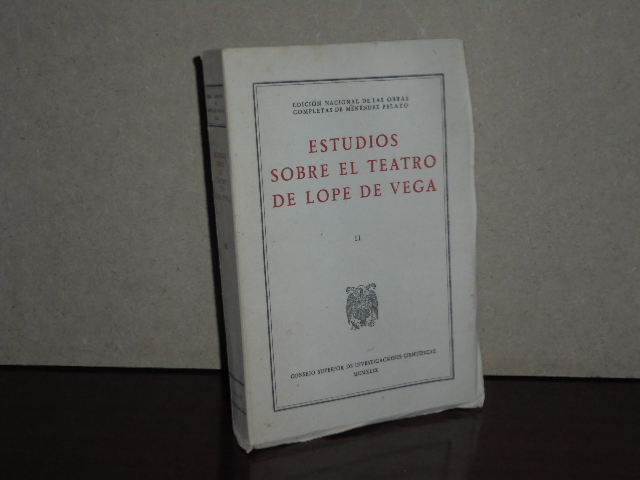 EDICIÓN NACIONAL DE LAS OBRAS
COMPLETAS DE MENÉNDEZ PELAYO
ESTUDIOS
SOBRE EL TEATRO
DE LOPE DE VEGA
II
CONSEJO SUPERIOR DE INVESTIGACIONES CIENTÍFICAS
MCMXLIX